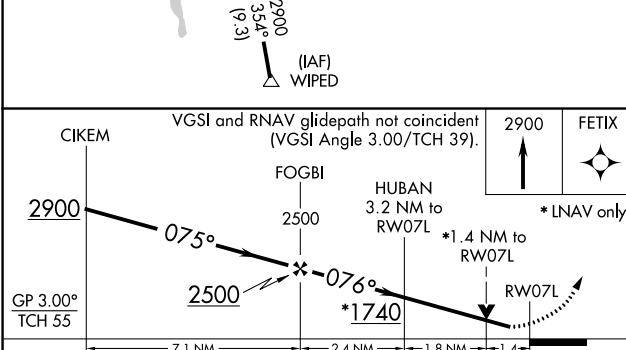 2900
354°
(9.3)
(IAF)
WIPED
VGSI and RNAV glidepath not coincident
(VGSI Angle 3.00/TCH 39).
2900
FETIX
CIKEM
FOGBI
2500
HUBAN
3.2 NM to
RW07L
* LNAV only
*1.4 NM to
RW07L
2900
075°
2500
076°
*1740
RW07L
GP 3.00°
TCH 55
7.1 NM
2.4 NM
1.8 NM
1.4